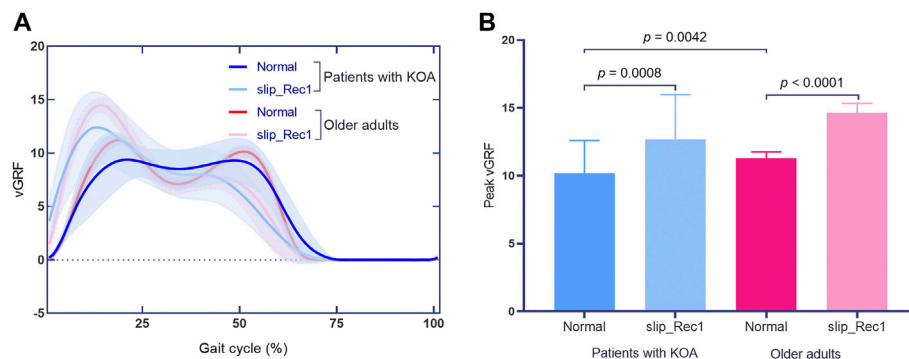 A
20
15
10
5
0
-5
vGRF
25
50
75
100
Gait cycle (%)
Normal
slip_Rec1
Patients with KOA
Normal
slip_Rec1
Older adults
B
20
15
10
5
0
Peak vGRF
p = 0.0042
p = 0.0008
p < 0.0001
Normal
slip_Rec1
Normal
slip_Rec1
Patients with KOA
Older adults